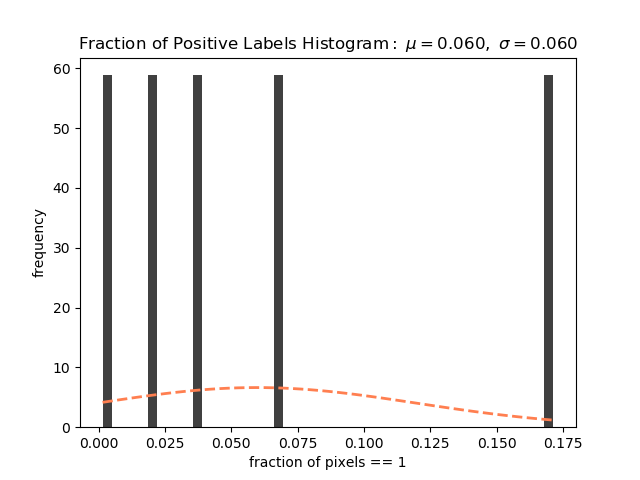 Fraction of Positive Labels Histogram : μ = 0.060, σ = 0.060
60
50
40
30
20
10
0
frequency
0.000 0.025 0.050 0.075 0.100 0.125 0.150 0.175
fraction of pixels == 1